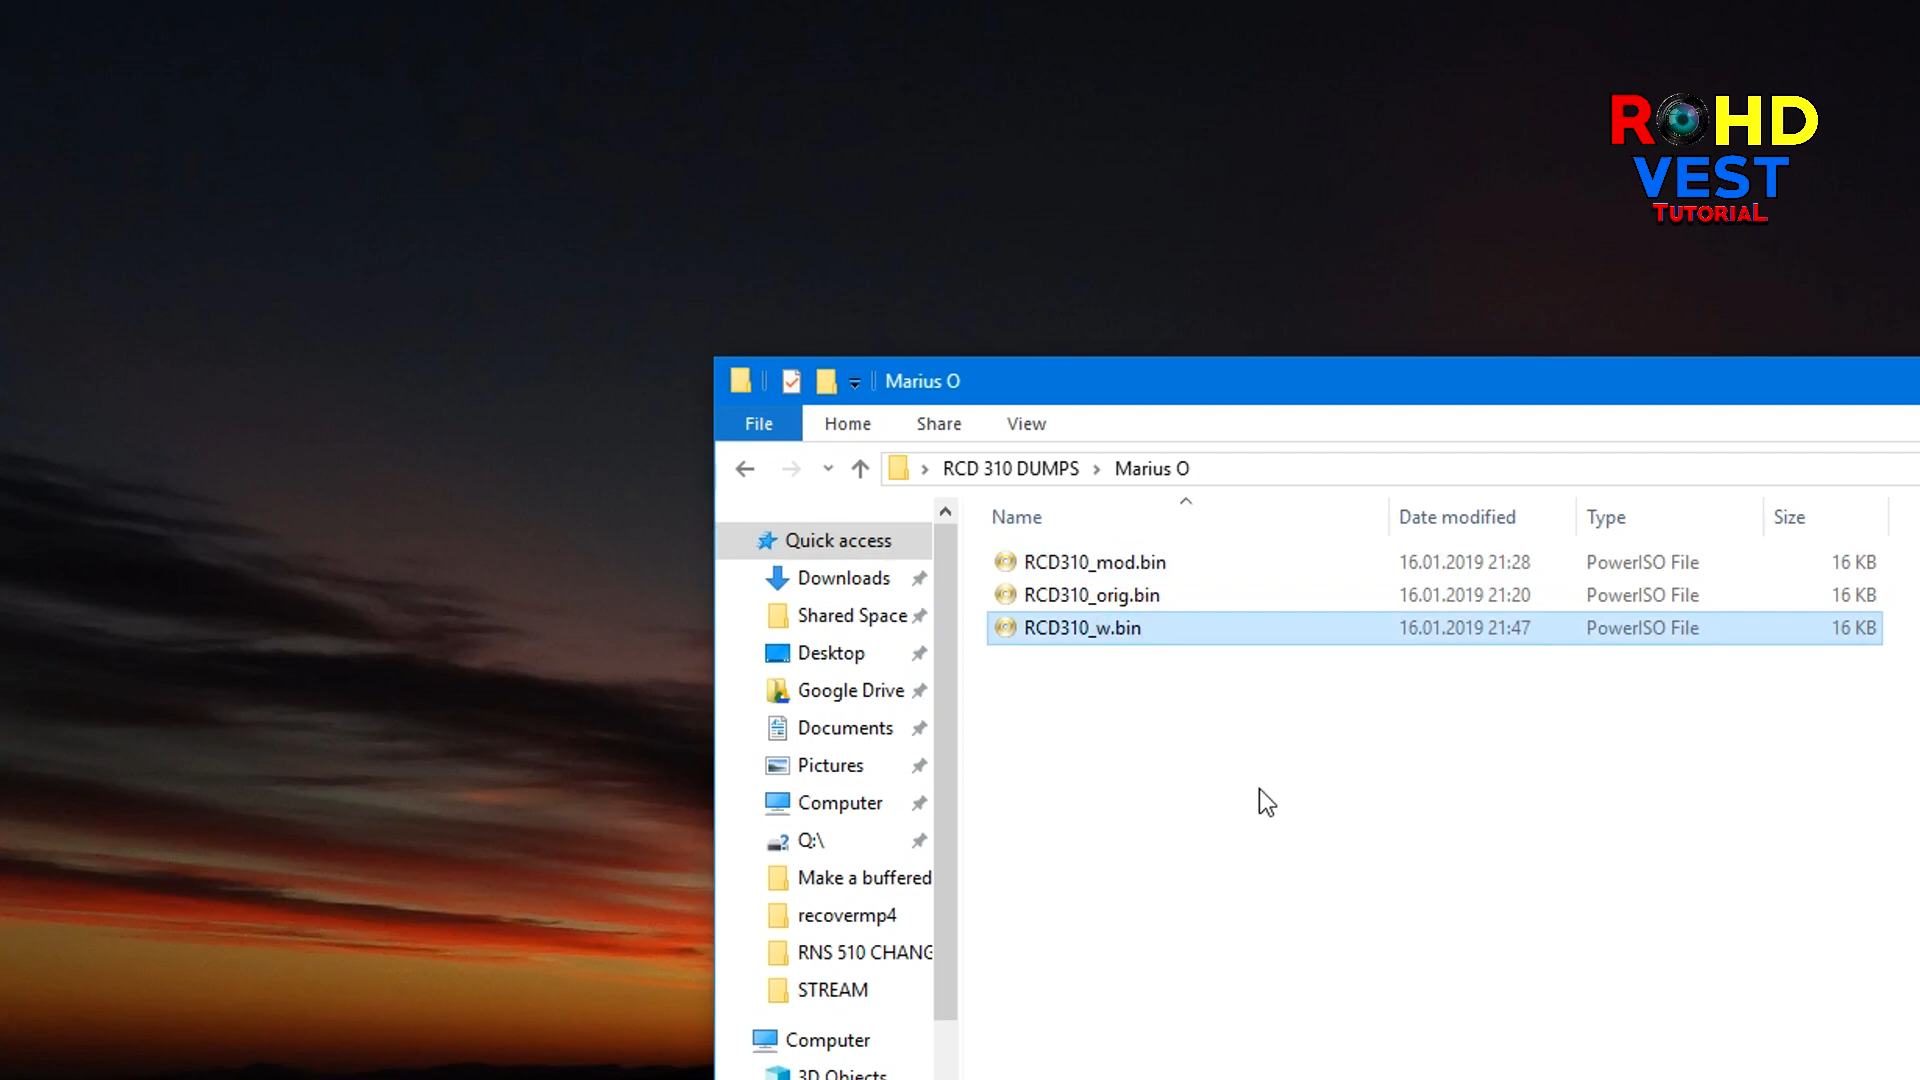 ROHD
VEST
TUTORIAL
Marius O
File Home Share View
RCD 310 DUMPS Marius O
Name Date modified Type Size
Quick access
Downloads
Shared Space
Desktop
Google Drive
Documents
Pictures
Computer
Q:\
Make a buffered
recovermp4
RNS 510 CHANG
STREAM
Computer
3D Objects
RCD310_mod.bin 16.01.2019 21:28 PowerISO File 16 KB
RCD310_orig.bin 16.01.2019 21:20 PowerISO File 16 KB
RCD310_w.bin 16.01.2019 21:47 PowerISO File 16 KB